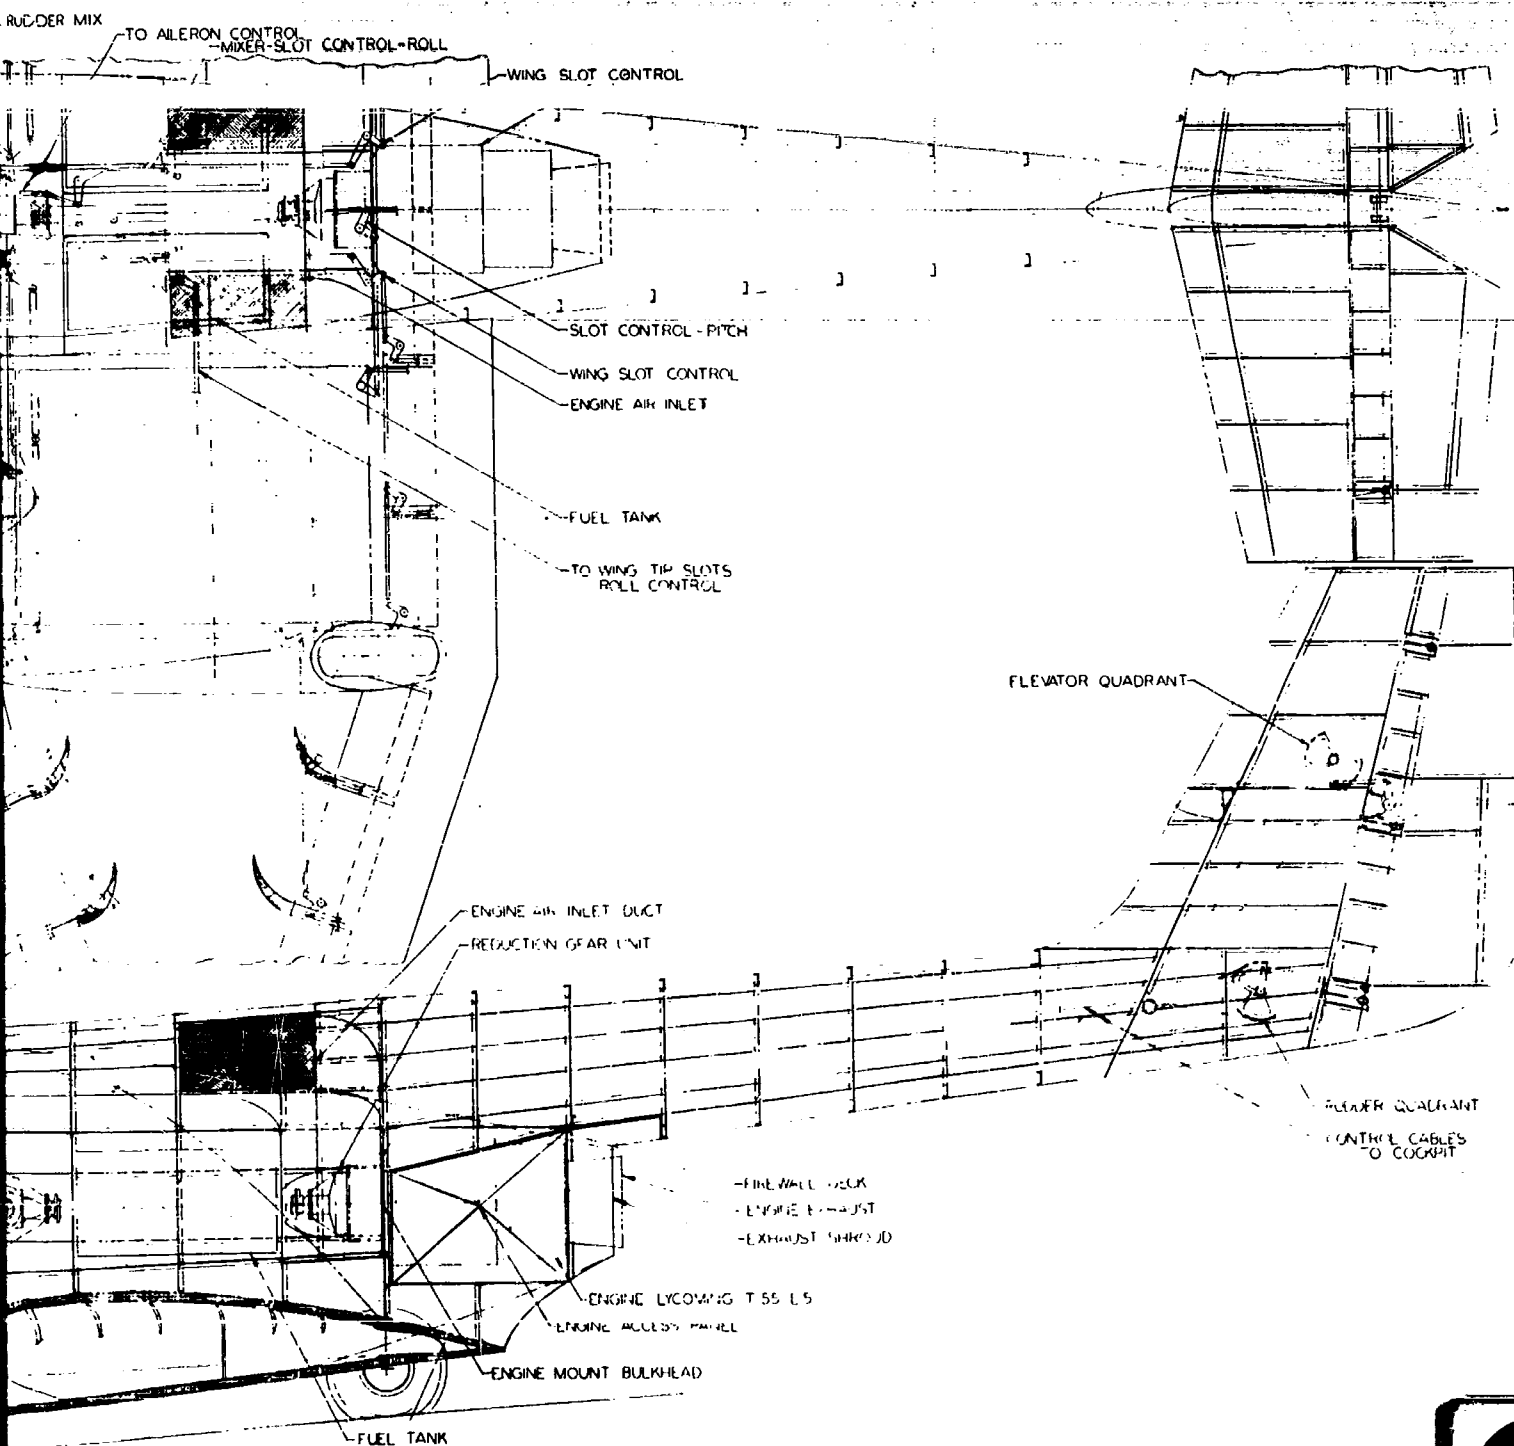 RUDDER MIX
TO AILERON CONTROL
MIXER-SLOT CONTROL-ROLL
WING SLOT CONTROL
SLOT CONTROL-PITCH
WING SLOT CONTROL
ENGINE AIR INLET
FUEL TANK
TO WING TIP SLOTS
ROLL CONTROL
ELEVATOR QUADRANT
ENGINE AIR INLET DUCT
REDUCTION GEAR UNIT
RUDDER QUADRANT
CONTROL CABLES
TO COCKPIT
FIREWALL DECK
ENGINE EXHAUST
EXHAUST SHROUD
ENGINE LYCOMING T 55 L 5
ENGINE ACCESS PANEL
ENGINE MOUNT BULKHEAD
FUEL TANK